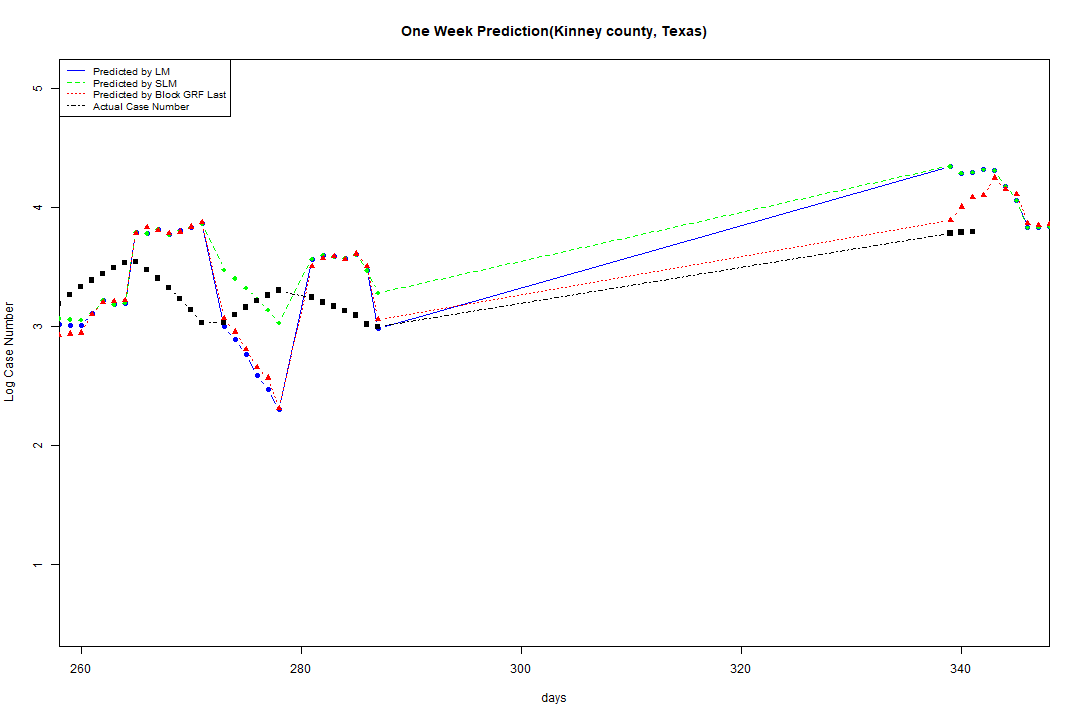 One Week Prediction(Kinney county, Texas)
Predicted by LM
Predicted by SLM
Predicted by Block GRF Last
Actual Case Number
5
4
3
2
1
Log Case Number
260 280 300 320 340
days